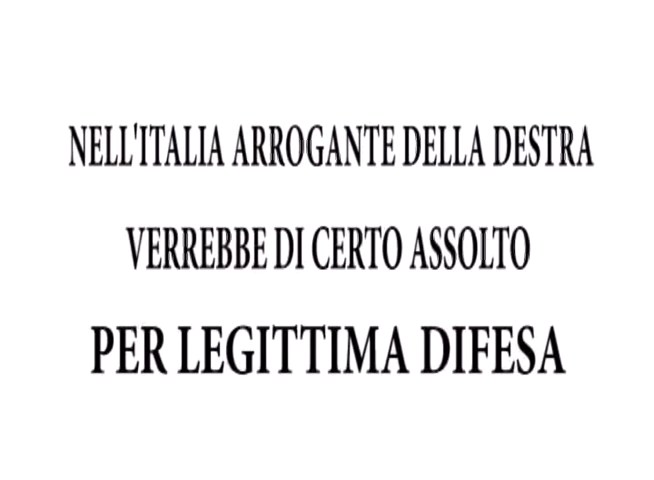 NELL'ITALIA ARROGANTE DELLA DESTRA
VERREBBE DI CERTO ASSOLTO
PER LEGITTIMA DIFESA